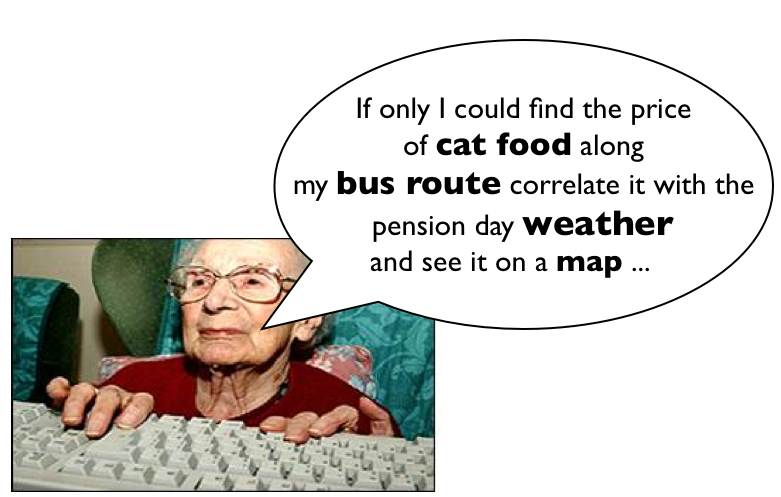 If only I could find the price
of cat food along
my bus route correlate it with the
pension day weather
and see it on a map ...